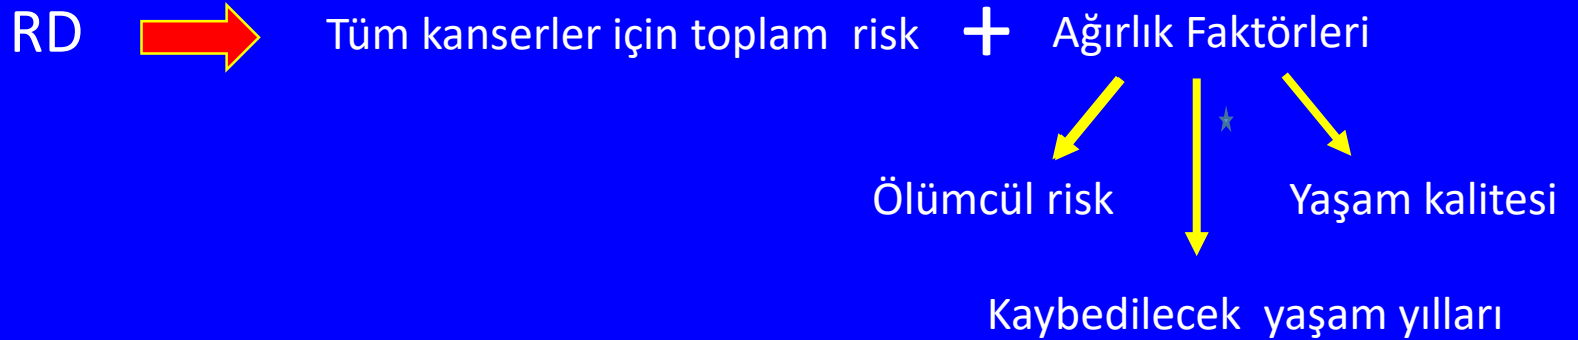 RD Tüm kanserler için toplam risk + Ağırlık Faktörleri
Ölümcül risk Yaşam kalitesi
Kaybedilecek yaşam yılları